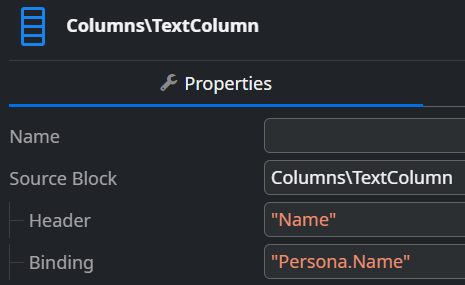 Columns\TextColumn
Properties
Name
Source Block Columns\TextColumn
Header "Name"
Binding "Persona.Name"